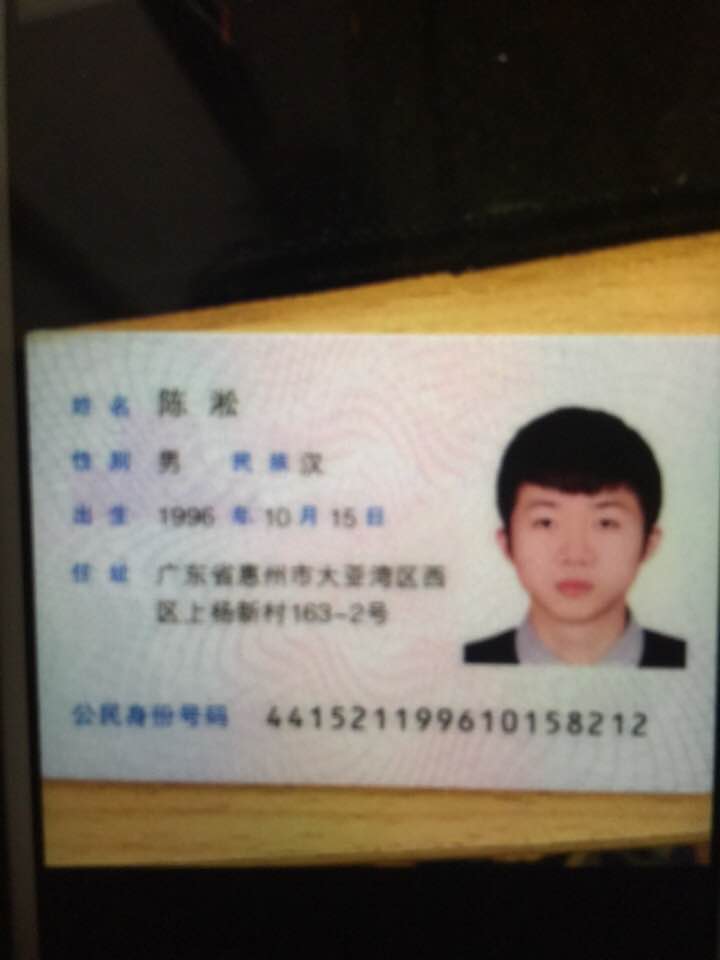 姓名 陈淞
性别 男 民族 汉
出生 1996 年 10 月 15 日
住址 广东省惠州市大亚湾区西
区上杨新村163-2号
公民身份号码 441521199610158212